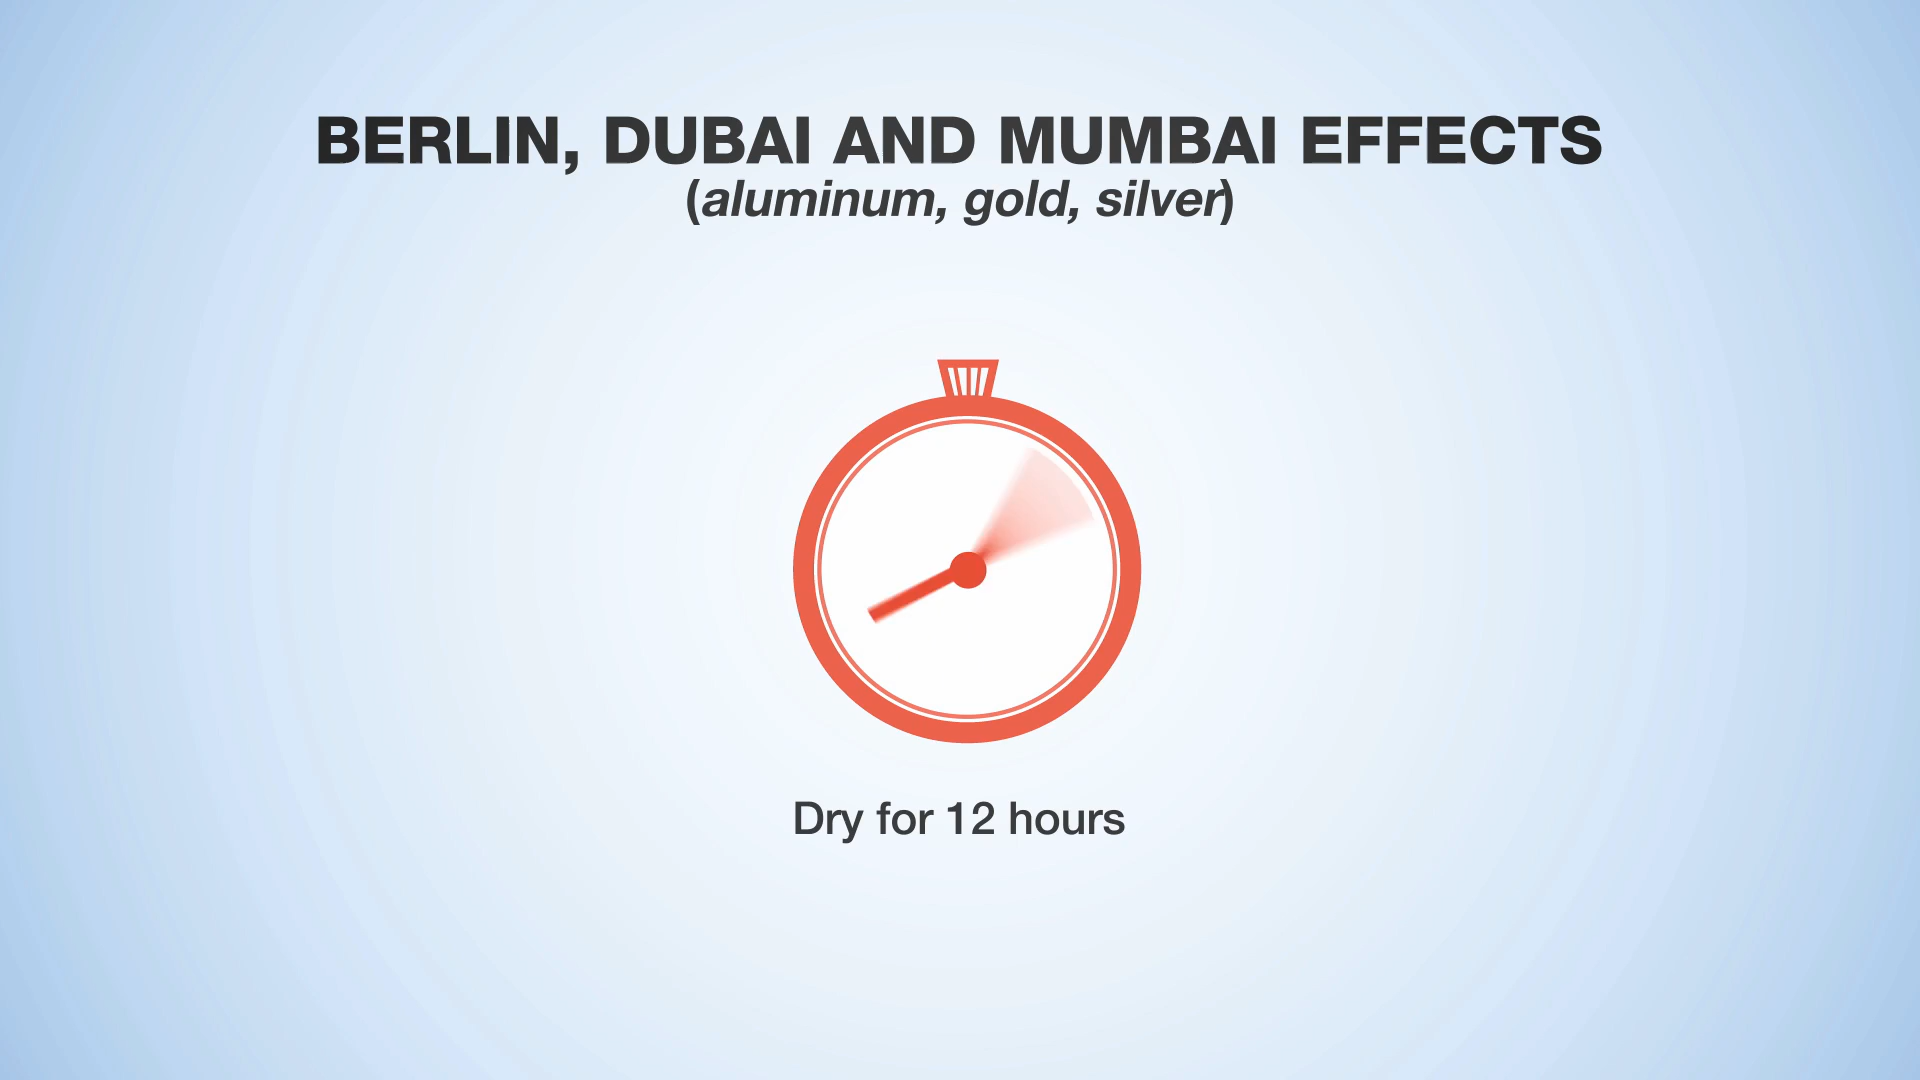 BERLIN, DUBAI AND MUMBAI EFFECTS
(aluminum, gold, silver)
Dry for 12 hours